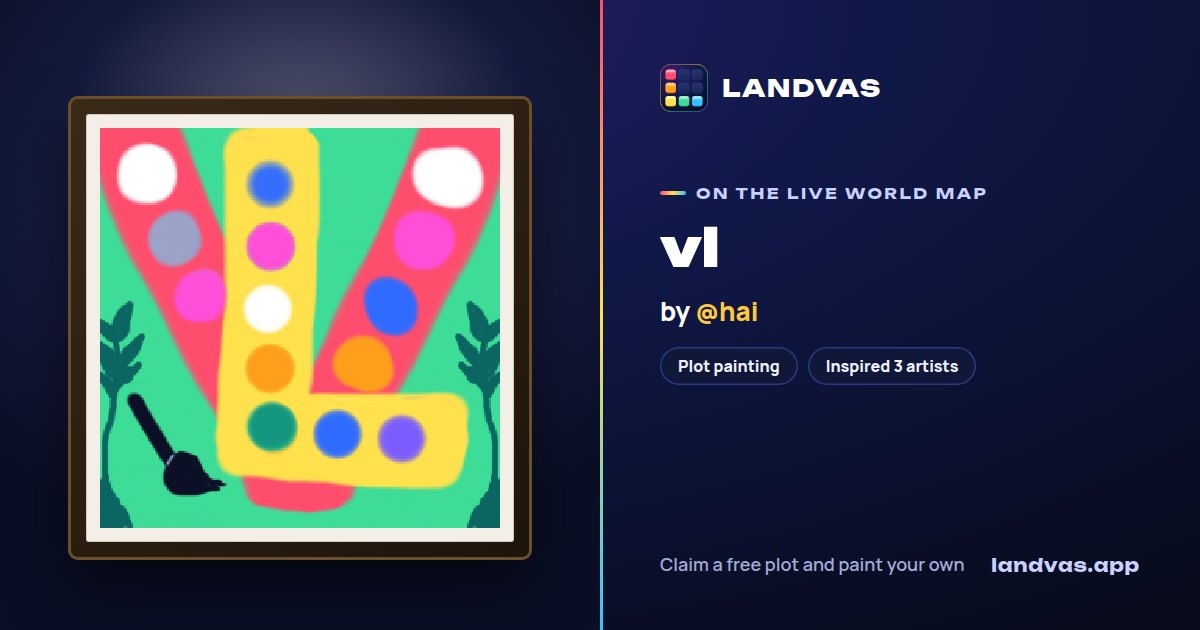 VL
LANDVAS
ON THE LIVE WORLD MAP
vl
by @hai
Plot painting
Inspired 3 artists
Claim a free plot and paint your own
landvas.app